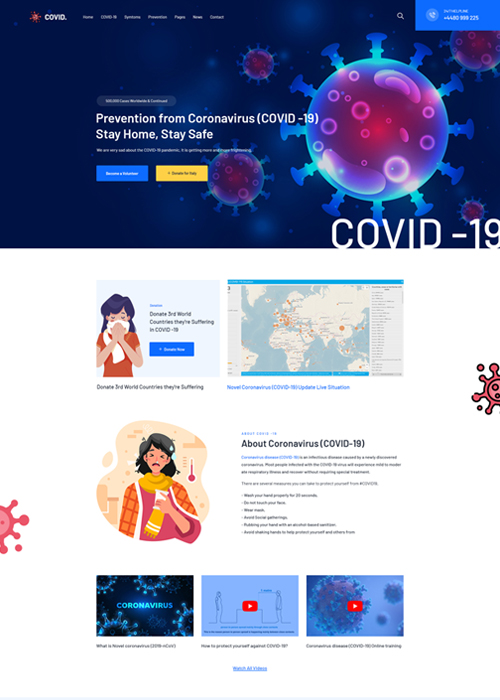 COVID.
Home COVID-19 Symtoms Prevention Pages News Contact
24/7 HELPLINE
+4480 999 225
500,000 Cases Worldwide & Continued
Prevention from Coronavirus (COVID -19)
Stay Home, Stay Safe
We are very sad about the COVID-19 pandemic, it is getting more and more frightening.
Become a Volunteer
Donate for Italy
COVID -19
Donation
Donate 3rd World
Countries they're Suffering
in COVID -19
Donate Now
Donate 3rd World Countries they're Suffering
Novel Coronavirus (COVID-19) Update Live Situation
ABOUT COVID -19
About Coronavirus (COVID-19)
Coronavirus disease (COVID-19) is an infectious disease caused by a newly discovered
coronavirus. Most people infected with the COVID-19 virus will experience mild to moder
ate respiratory illness and recover without requiring special treatment.
There are several measures you can take to protect yourself from #COVID19.
- Wash your hand properly for 20 seconds.
- Do not touch your face.
- Wear mask.
- Avoid Social gatherings.
- Rubbing your hand with an alcohol-based sanitizer.
- Avoid shaking hands to help protect yourself and others from
CORONAVIRUS
What is Novel coronavirus (2019-nCoV)
How to protect yourself against COVID-19?
Coronavirus disease (COVID-19) Online training
Watch All Videos